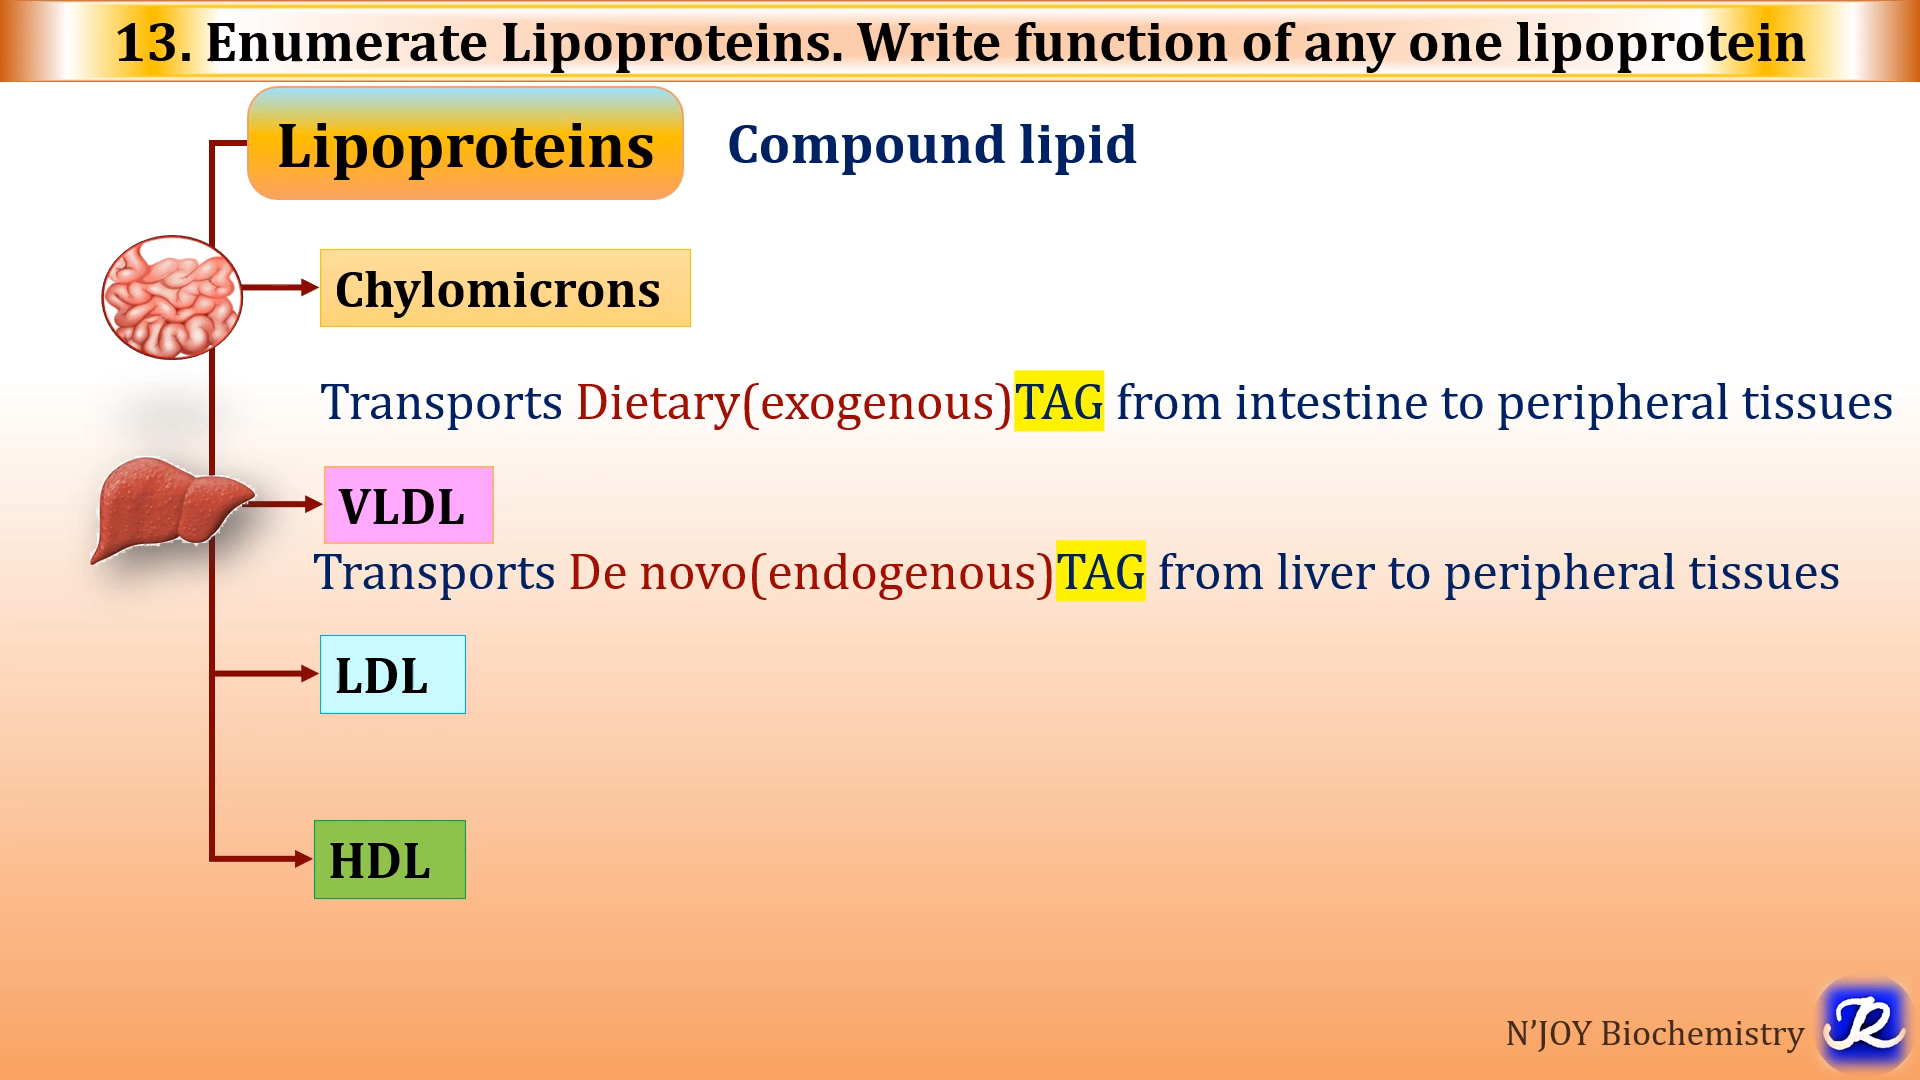 13. Enumerate Lipoproteins. Write function of any one lipoprotein
Lipoproteins Compound lipid
Chylomicrons
Transports Dietary(exogenous)TAG from intestine to peripheral tissues
VLDL
Transports De novo(endogenous)TAG from liver to peripheral tissues
LDL
HDL
N’JOY Biochemistry JR